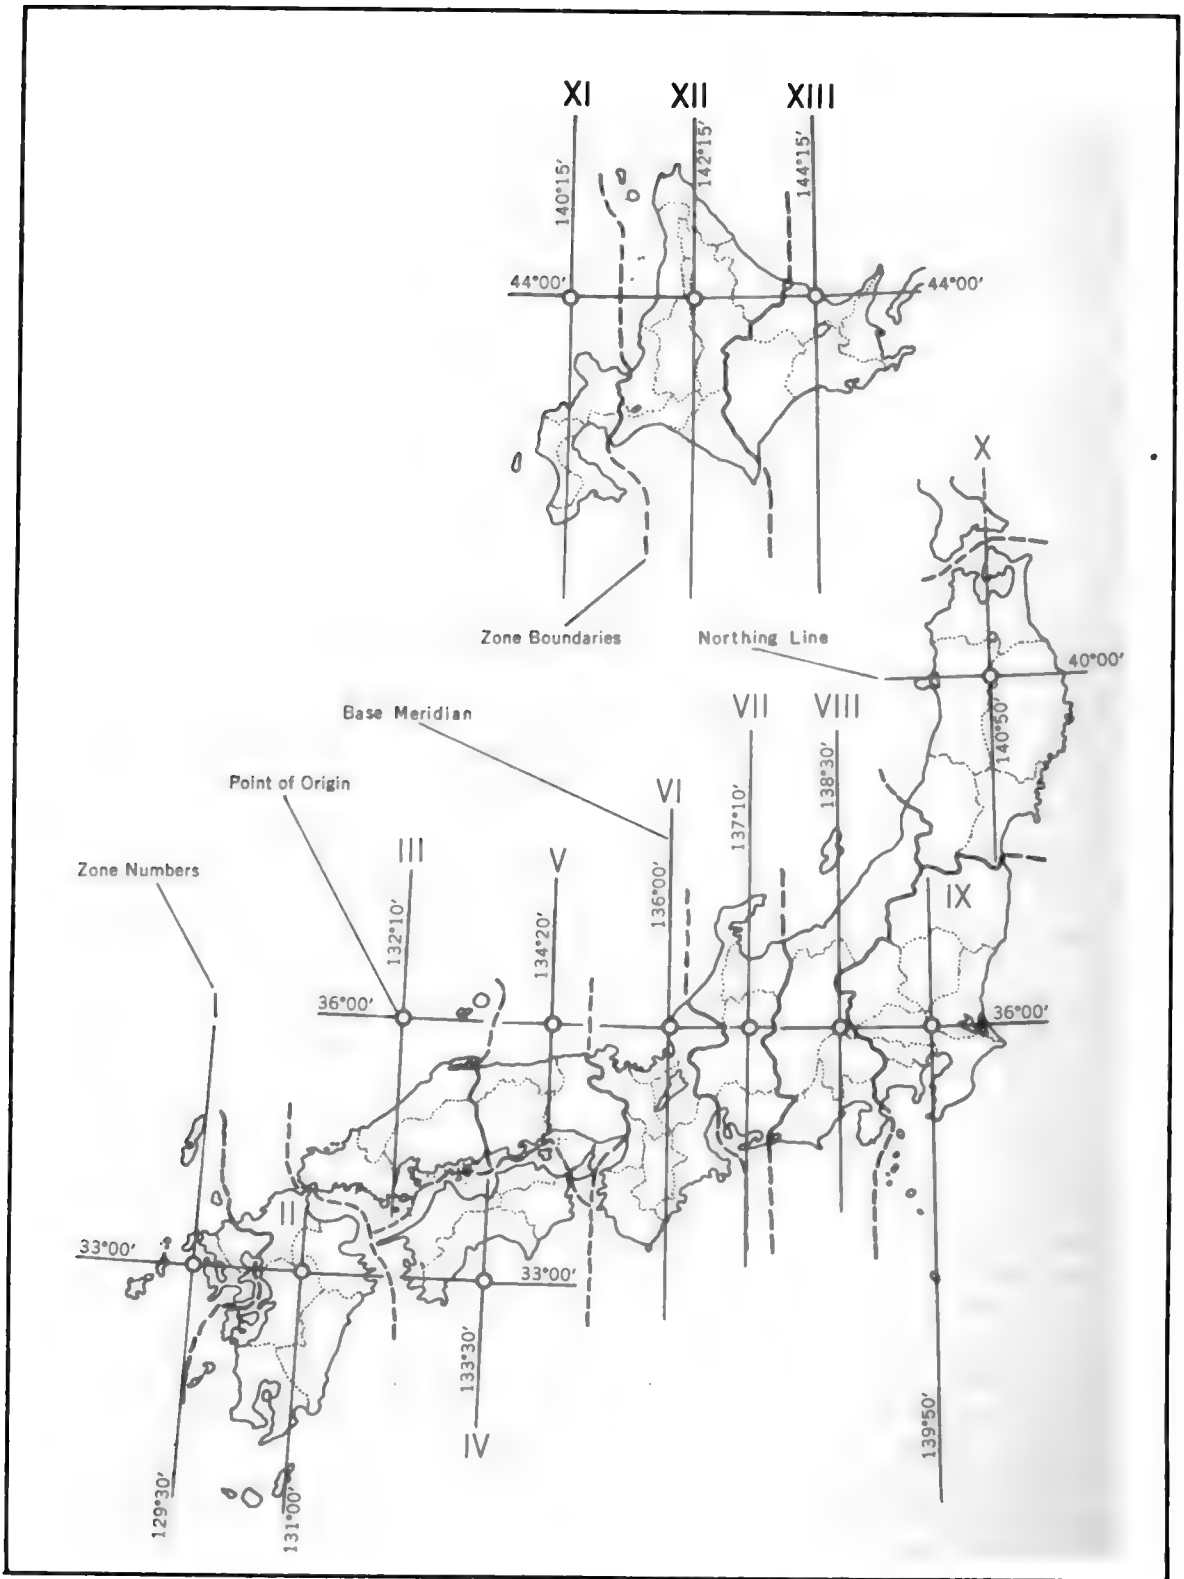 XI
XII
XIII
140°15′
142°15′
144°15′
44°00′
44°00′
X
Zone Boundaries
Northing Line
40°00′
140°50′
Base Meridian
VII
VIII
138°30′
137°10′
Point of Origin
VI
136°00′
Zone Numbers
III
V
IX
132°10′
134°20′
36°00′
36°00′
I
II
33°00′
33°00′
133°30′
IV
139°50′
129°30′
131°00′